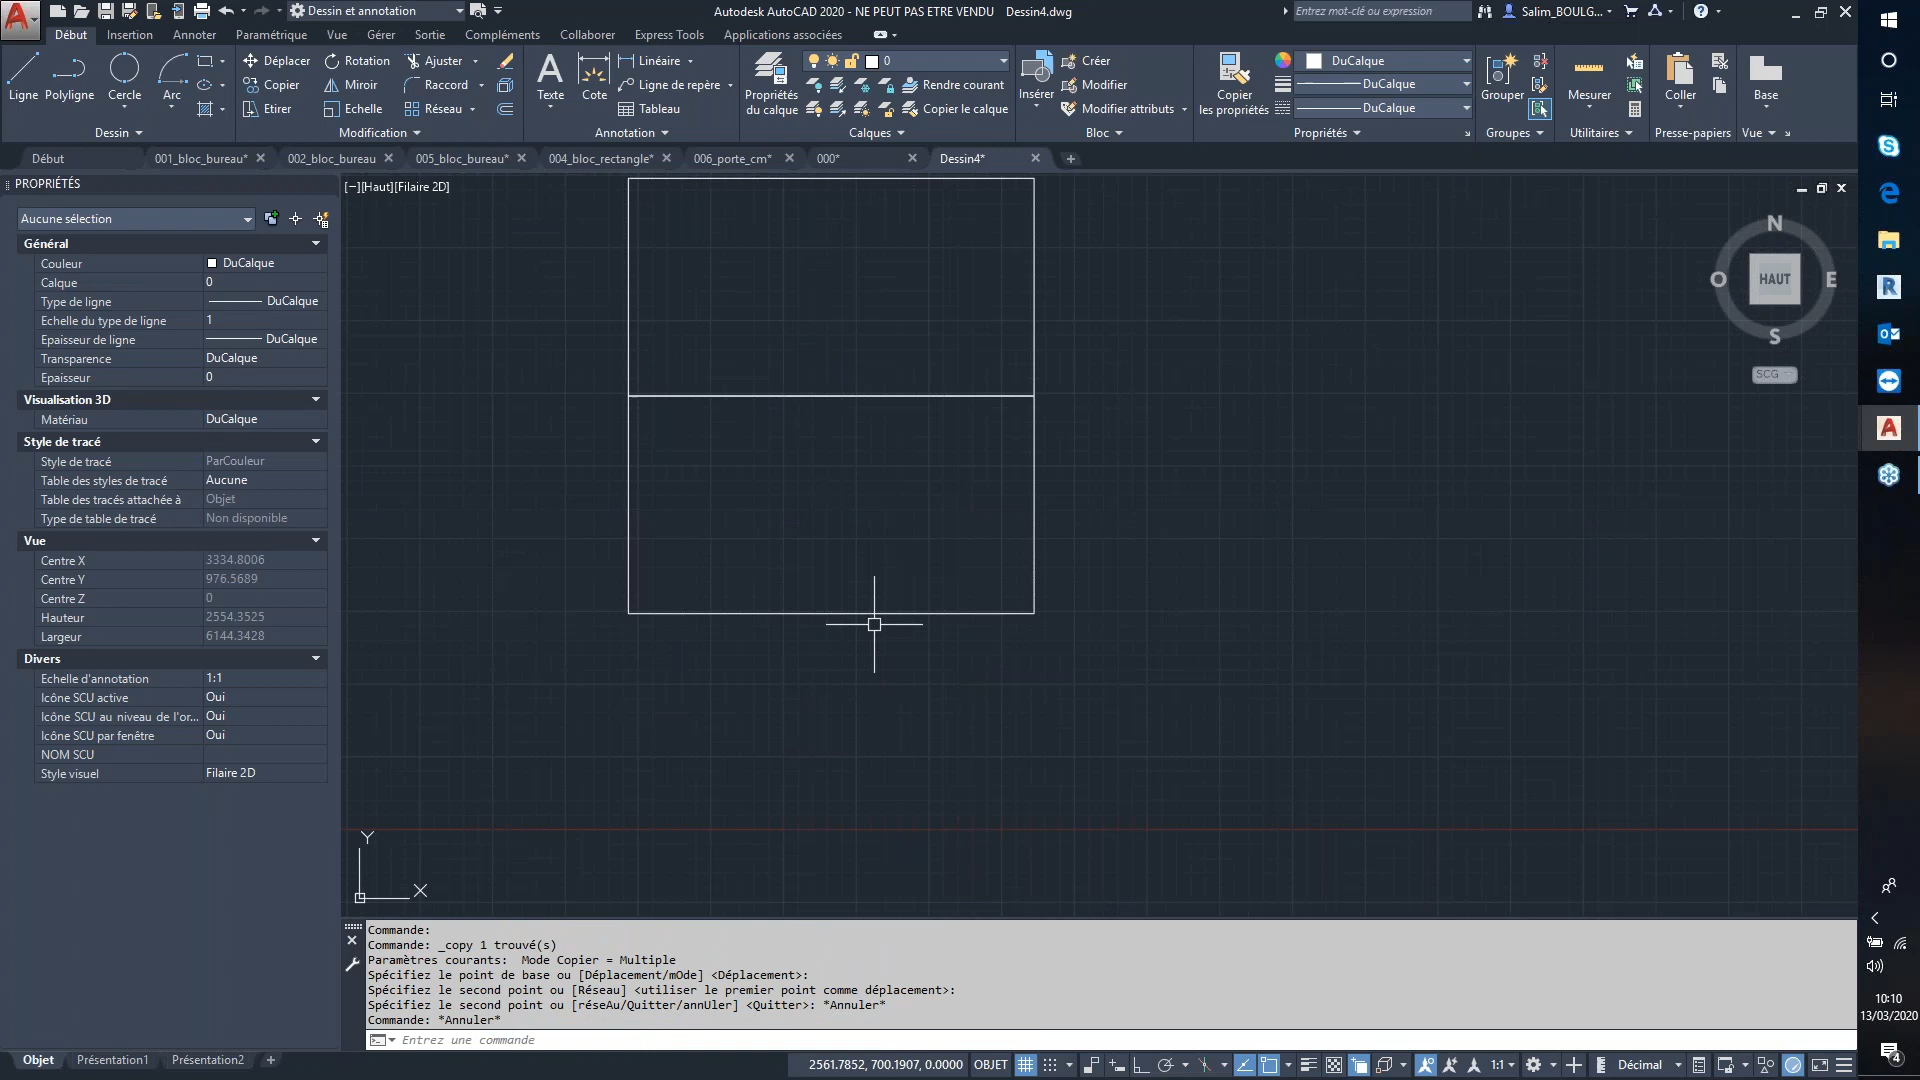 Dessin et annotation
Autodesk AutoCAD 2020 - NE PEUT PAS ETRE VENDU Dessin4.dwg
Entrez mot-clé ou expression
Salim_BOULG...
Début Insertion Annoter Paramétrique Vue Gérer Sortie Compléments Collaborer Express Tools Applications associées
Ligne Polyligne Cercle Arc
Déplacer Rotation Ajuster
Copier Miroir Raccord
Etirer Echelle Réseau
Texte Cote
Linéaire
Ligne de repère
Tableau
Propriétés du calque
0
Rendre courant
Copier le calque
Insérer
Créer
Modifier
Modifier attributs
Copier les propriétés
DuCalque
DuCalque
DuCalque
Grouper
Mesurer
Coller
Base
Dessin Modification Annotation Calques Bloc Propriétés Groupes Utilitaires Presse-papiers Vue
Début 001_bloc_bureau* 002_bloc_bureau 005_bloc_bureau* 004_bloc_rectangle* 006_porte_cm* 000* Dessin4*
PROPRIÉTÉS
[−][Haut][Filaire 2D]
Aucune sélection
Général
Couleur DuCalque
Calque 0
Type de ligne DuCalque
Echelle du type de ligne 1
Epaisseur de ligne DuCalque
Transparence DuCalque
Epaisseur 0
Visualisation 3D
Matériau DuCalque
Style de tracé
Style de tracé ParCouleur
Table des styles de tracé Aucune
Table des tracés attachée à Objet
Type de table de tracé Non disponible
Vue
Centre X 3334.8006
Centre Y 976.5689
Centre Z 0
Hauteur 2554.3525
Largeur 6144.3428
Divers
Echelle d'annotation 1:1
Icône SCU active Oui
Icône SCU au niveau de l'or... Oui
Icône SCU par fenêtre Oui
NOM SCU
Style visuel Filaire 2D
N
O HAUT E
S
SCG
Y
X
Commande:
Commande: _copy 1 trouvé(s)
Paramètres courants: Mode Copier = Multiple
Spécifiez le point de base ou [Déplacement/mOde] <Déplacement>:
Spécifiez le second point ou [Réseau] <utiliser le premier point comme déplacement>:
Spécifiez le second point ou [réseAu/Quitter/annUler] <Quitter>: *Annuler*
Commande: *Annuler*
Entrez une commande
Objet Présentation1 Présentation2
2561.7852, 700.1907, 0.0000 OBJET
1:1
Décimal
10:10
13/03/2020
4